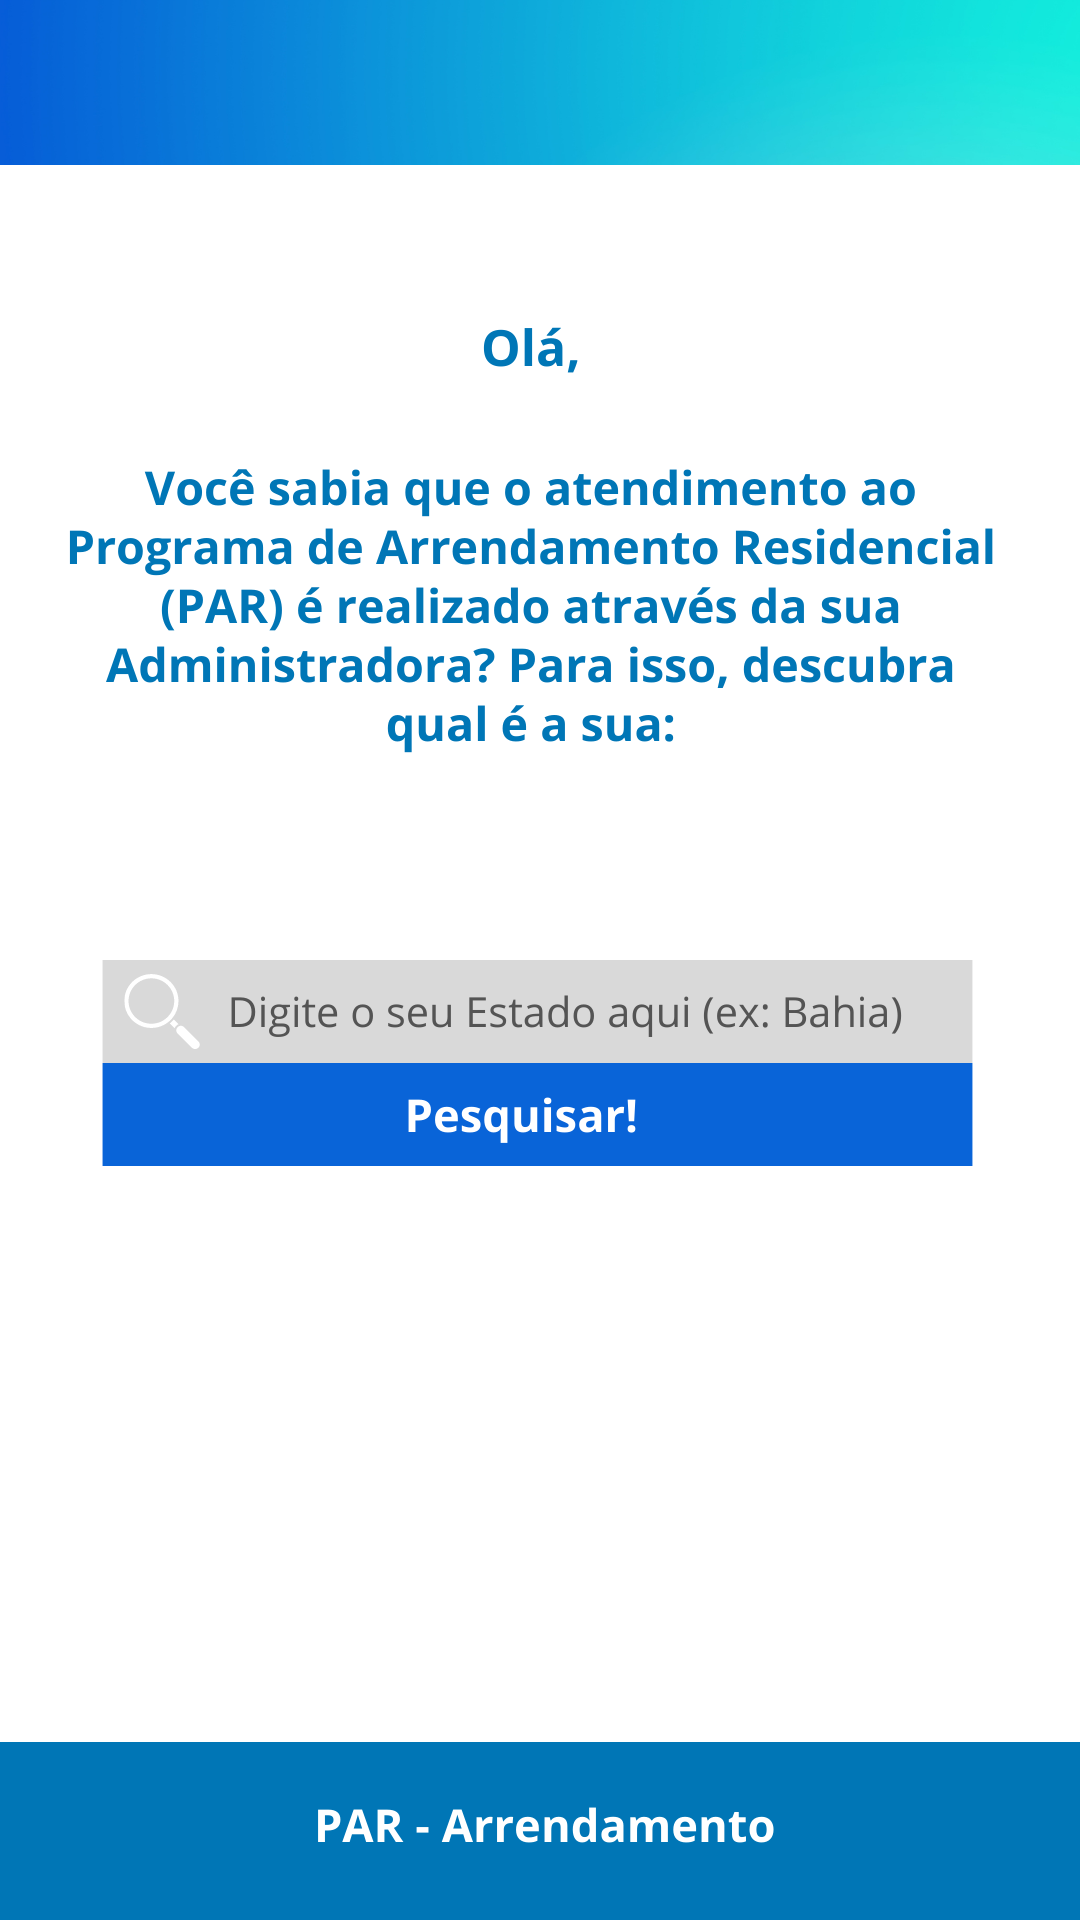 Olá,
Você sabia que o atendimento ao
Programa de Arrendamento Residencial
(PAR) é realizado através da sua
Administradora? Para isso, descubra
qual é a sua:
Digite o seu Estado aqui (ex: Bahia)
Pesquisar!
PAR - Arrendamento